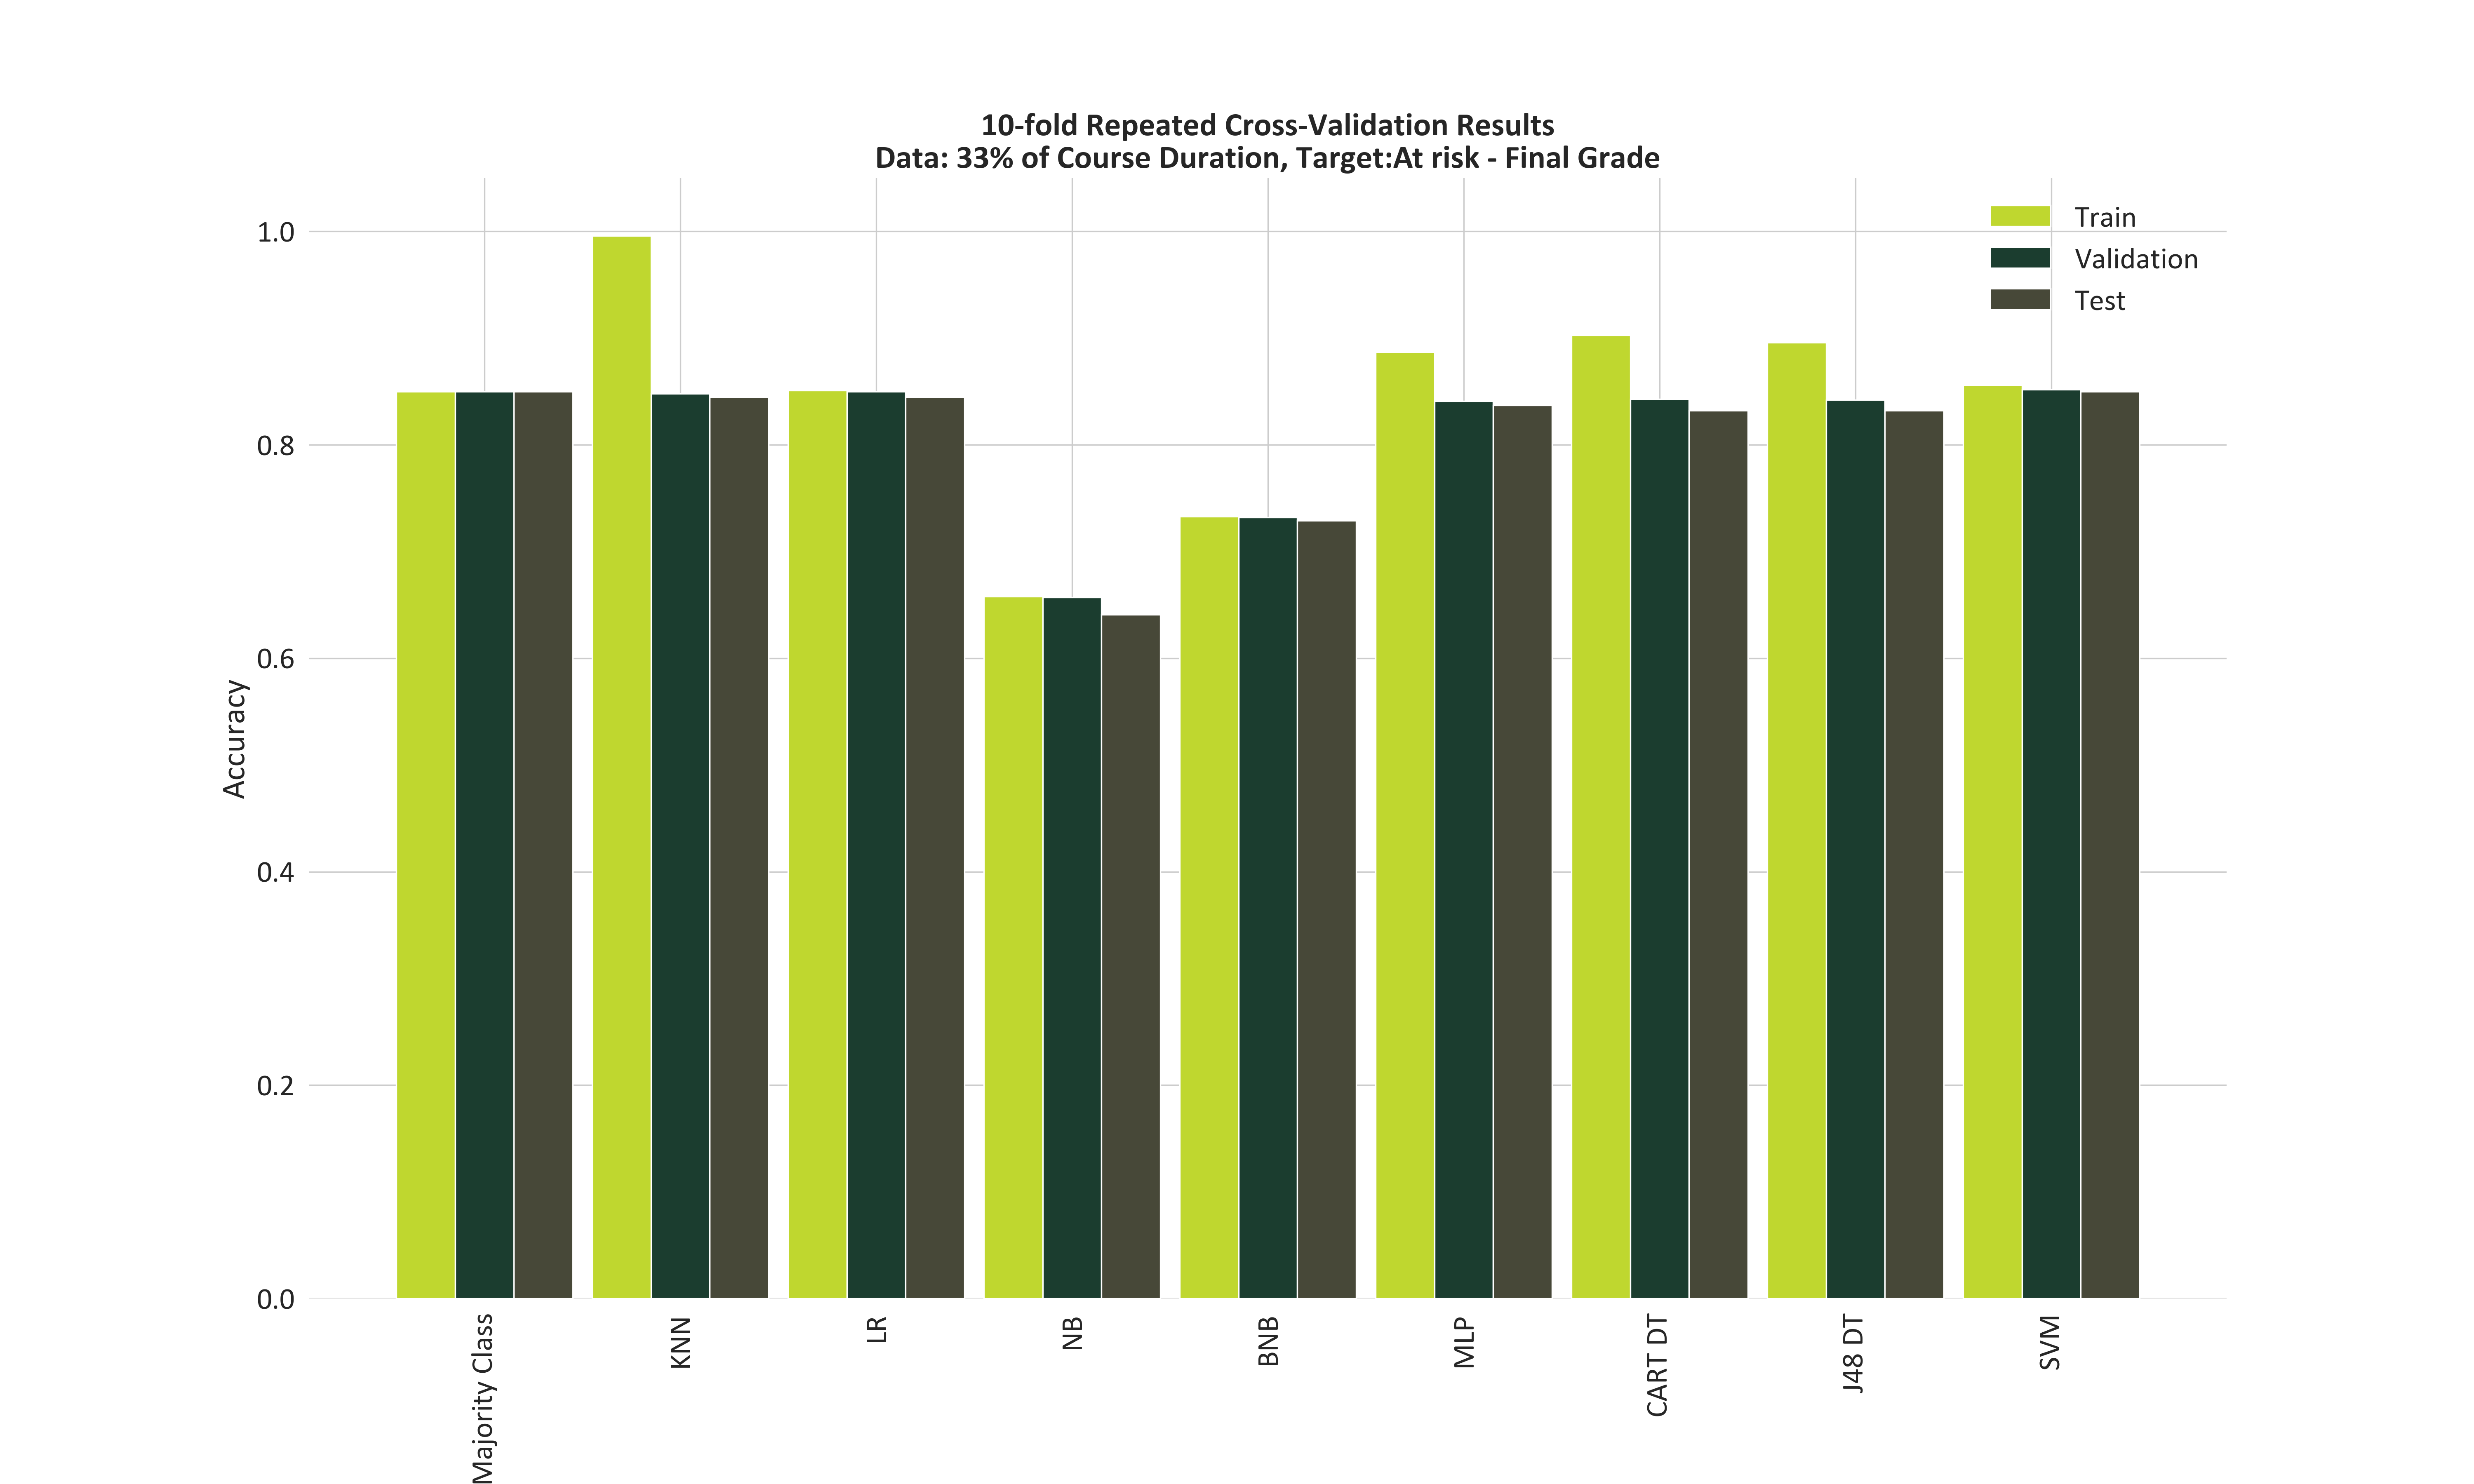 10-fold Repeated Cross-Validation Results
Data: 33% of Course Duration, Target:At risk - Final Grade
Train
Validation
Test
Accuracy
1.0
0.8
0.6
0.4
0.2
0.0
Majority Class
KNN
LR
NB
BNB
MLP
CART DT
J48 DT
SVM